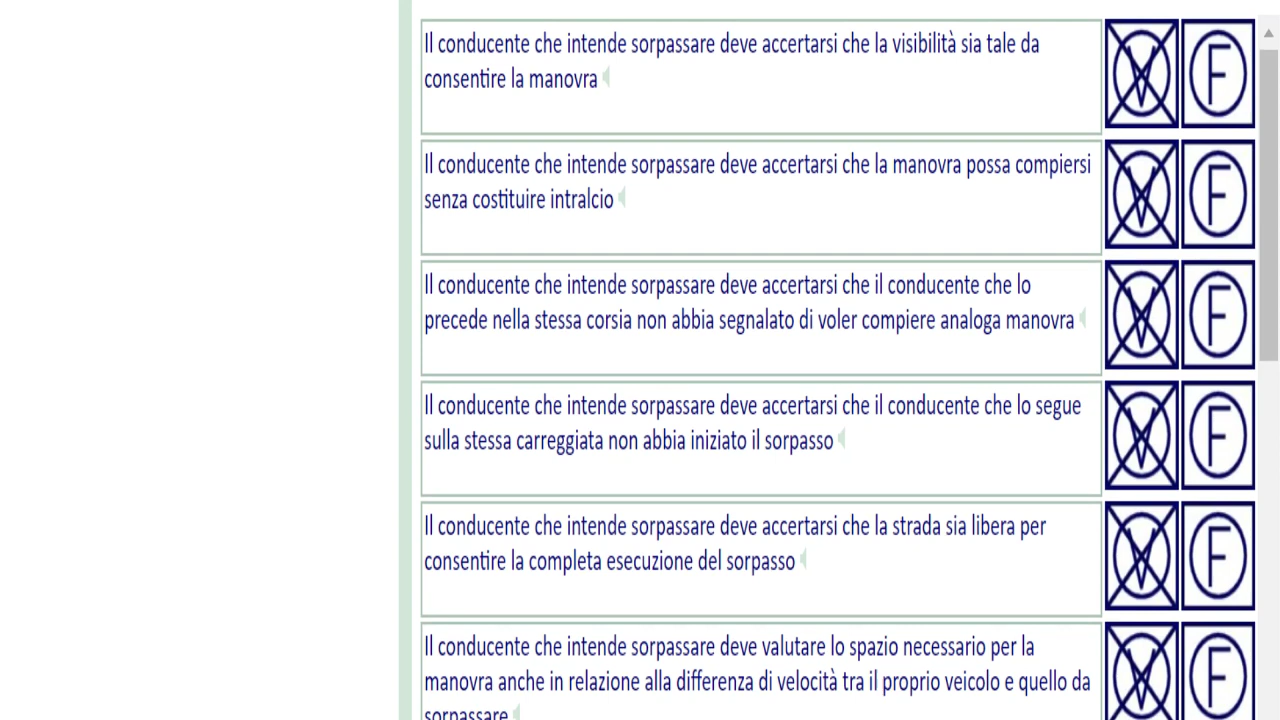 Il conducente che intende sorpassare deve accertarsi che la visibilità sia tale da
consentire la manovra
V F
Il conducente che intende sorpassare deve accertarsi che la manovra possa compiersi
senza costituire intralcio
V F
Il conducente che intende sorpassare deve accertarsi che il conducente che lo
precede nella stessa corsia non abbia segnalato di voler compiere analoga manovra
V F
Il conducente che intende sorpassare deve accertarsi che il conducente che lo segue
sulla stessa carreggiata non abbia iniziato il sorpasso
V F
Il conducente che intende sorpassare deve accertarsi che la strada sia libera per
consentire la completa esecuzione del sorpasso
V F
Il conducente che intende sorpassare deve valutare lo spazio necessario per la
manovra anche in relazione alla differenza di velocità tra il proprio veicolo e quello da
sorpassare
V F